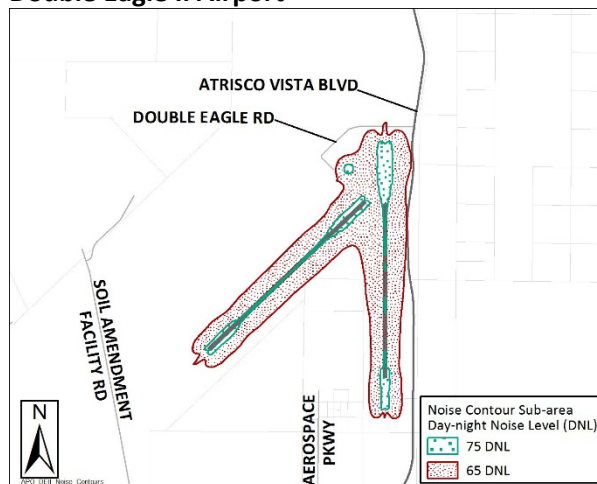 Double Eagle II Airport
ATRISCO VISTA BLVD
DOUBLE EAGLE RD
SOIL AMENDMENT
FACILITY RD
AEROSPACE
PKWY
N
Noise Contour Sub-area
Day-night Noise Level (DNL)
75 DNL
65 DNL
APO_DEII_Noise_Contours